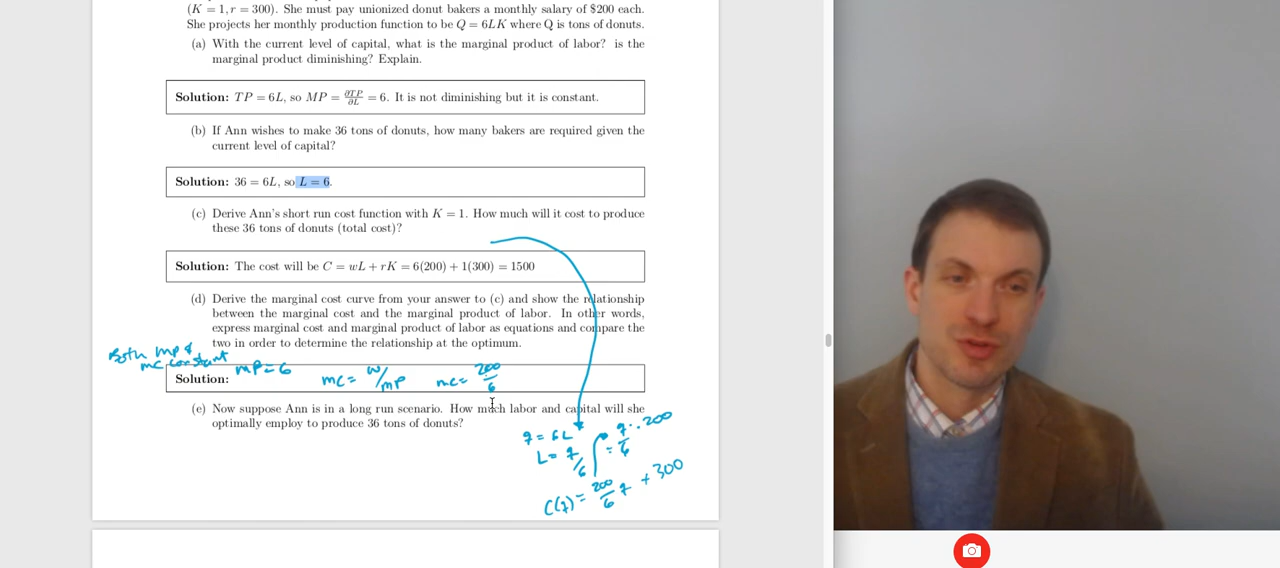 (K = 1, r = 300). She must pay unionized donut bakers a monthly salary of $200 each.
She projects her monthly production function to be Q = 6LK where Q is tons of donuts.
(a) With the current level of capital, what is the marginal product of labor? is the
marginal product diminishing? Explain.
Solution: TP = 6L, so MP = ∂TP/∂L = 6. It is not diminishing but it is constant.
(b) If Ann wishes to make 36 tons of donuts, how many bakers are required given the
current level of capital?
Solution: 36 = 6L, so L = 6.
(c) Derive Ann's short run cost function with K = 1. How much will it cost to produce
these 36 tons of donuts (total cost)?
Solution: The cost will be C = wL + rK = 6(200) + 1(300) = 1500
(d) Derive the marginal cost curve from your answer to (c) and show the relationship
between the marginal cost and the marginal product of labor. In other words,
express marginal cost and marginal product of labor as equations and compare the
two in order to determine the relationship at the optimum.
Both mp &
mc constant
mp = 6
Solution:
mc = w/mp
mc = 200/6
(e) Now suppose Ann is in a long run scenario. How much labor and capital will she
optimally employ to produce 36 tons of donuts?
q = 6L
L = q/6
= q/6 · 200
C(q) = 200/6 q + 300